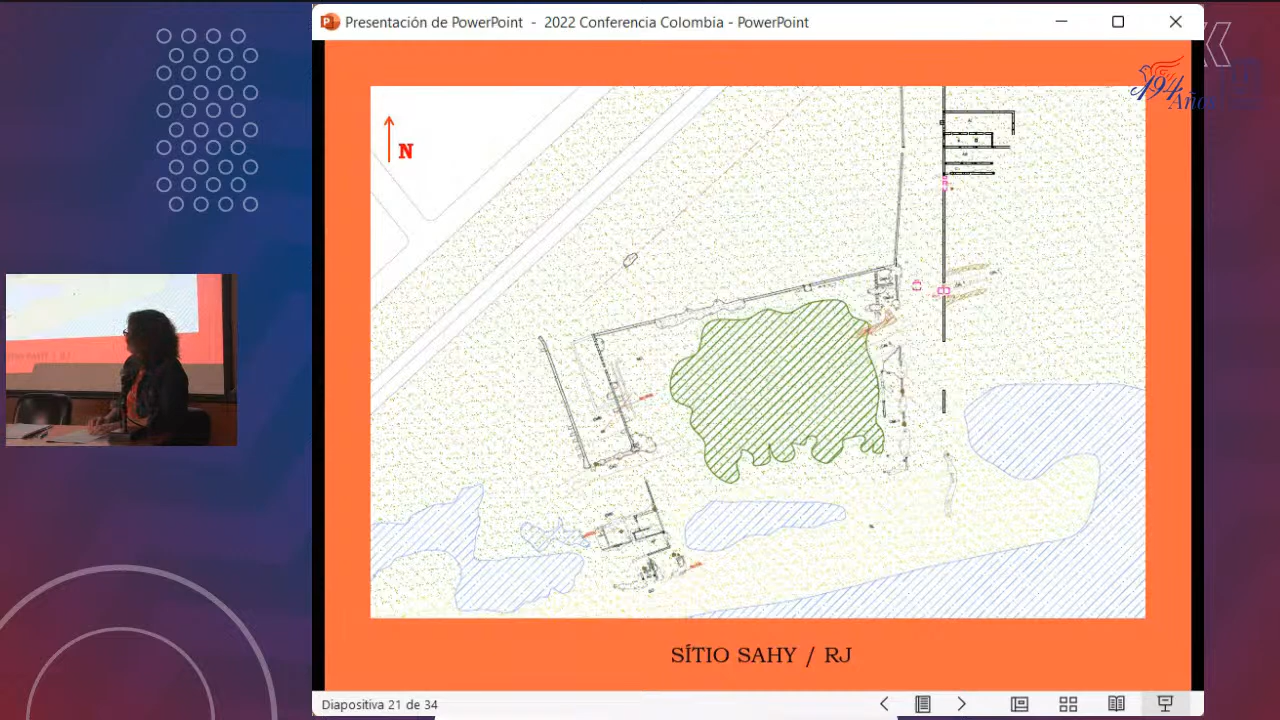 Presentación de PowerPoint - 2022 Conferencia Colombia - PowerPoint
194
Años
N
SÍTIO SAHY / RJ
Diapositiva 21 de 34